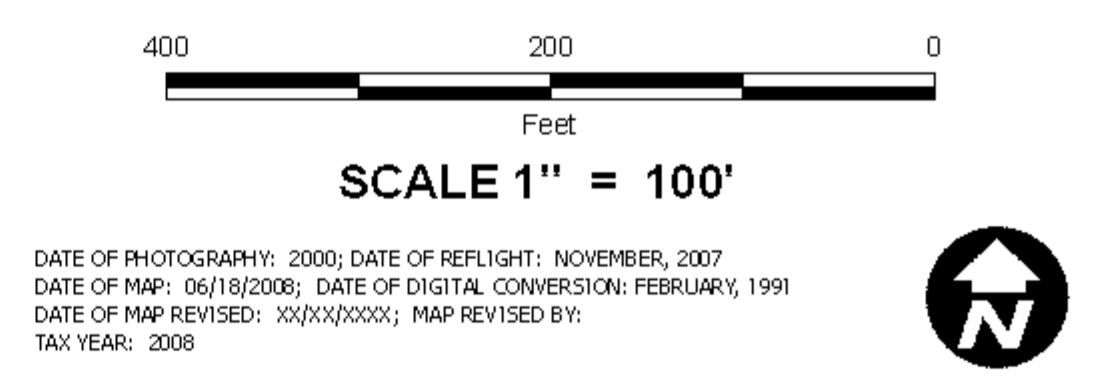 400 200 0
Feet
SCALE 1" = 100'
DATE OF PHOTOGRAPHY: 2000; DATE OF REFLIGHT: NOVEMBER, 2007
DATE OF MAP: 06/18/2008; DATE OF DIGITAL CONVERSION: FEBRUARY, 1991
DATE OF MAP REVISED: XX/XX/XXXX; MAP REVISED BY:
TAX YEAR: 2008
N